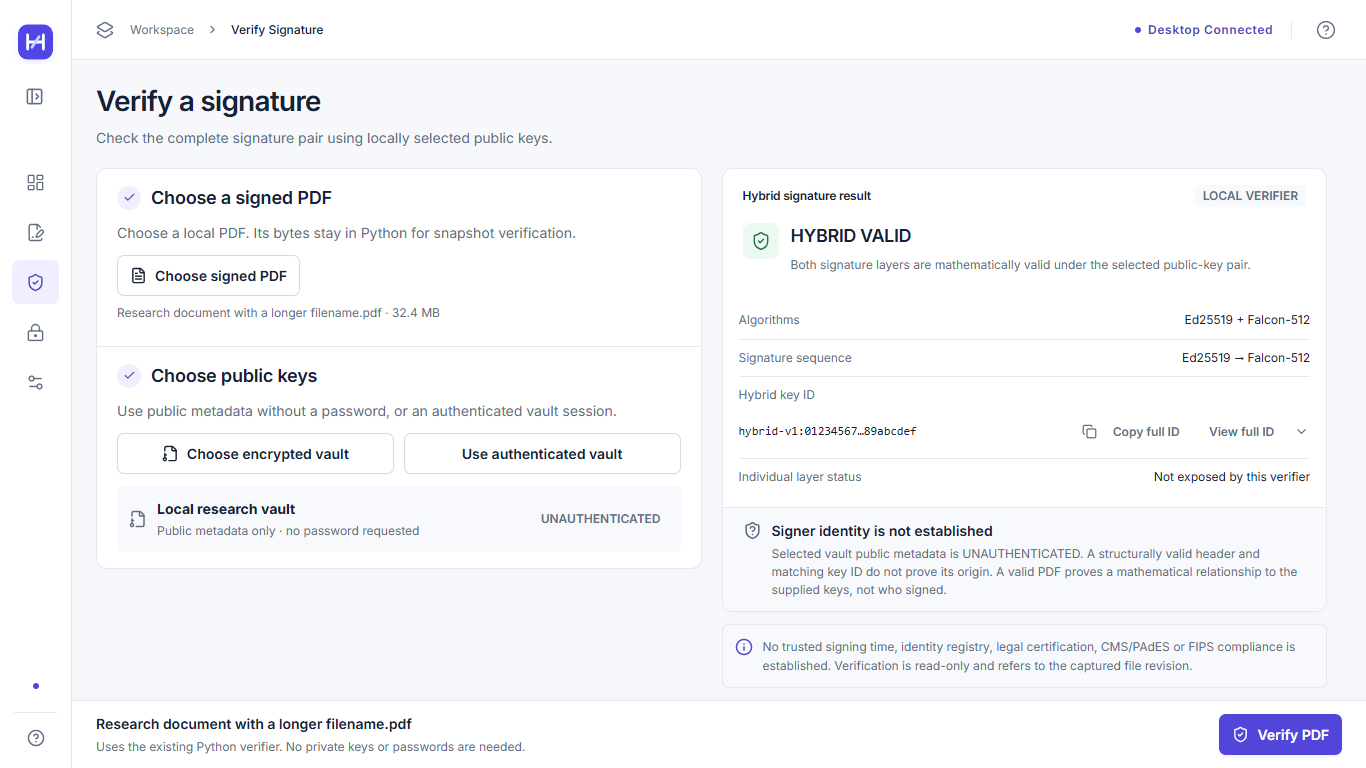 Workspace
Verify Signature
Desktop Connected
Verify a signature
Check the complete signature pair using locally selected public keys.
Choose a signed PDF
Choose a local PDF. Its bytes stay in Python for snapshot verification.
Choose signed PDF
Research document with a longer filename.pdf · 32.4 MB
Choose public keys
Use public metadata without a password, or an authenticated vault session.
Choose encrypted vault
Use authenticated vault
Local research vault
Public metadata only · no password requested
UNAUTHENTICATED
Hybrid signature result
LOCAL VERIFIER
HYBRID VALID
Both signature layers are mathematically valid under the selected public-key pair.
Algorithms
Ed25519 + Falcon-512
Signature sequence
Ed25519 → Falcon-512
Hybrid key ID
hybrid-v1:01234567…89abcdef
Copy full ID
View full ID
Individual layer status
Not exposed by this verifier
Signer identity is not established
Selected vault public metadata is UNAUTHENTICATED. A structurally valid header and
matching key ID do not prove its origin. A valid PDF proves a mathematical relationship to the
supplied keys, not who signed.
No trusted signing time, identity registry, legal certification, CMS/PAdES or FIPS compliance is
established. Verification is read-only and refers to the captured file revision.
Research document with a longer filename.pdf
Uses the existing Python verifier. No private keys or passwords are needed.
Verify PDF